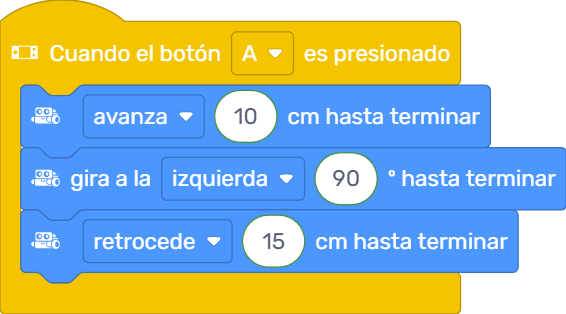 Cuando el botón A es presionado
avanza 10 cm hasta terminar
gira a la izquierda 90 ° hasta terminar
retrocede 15 cm hasta terminar